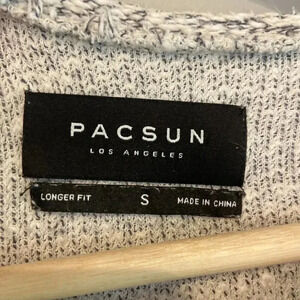 PACSUN
LOS ANGELES
LONGER FIT S MADE IN CHINA